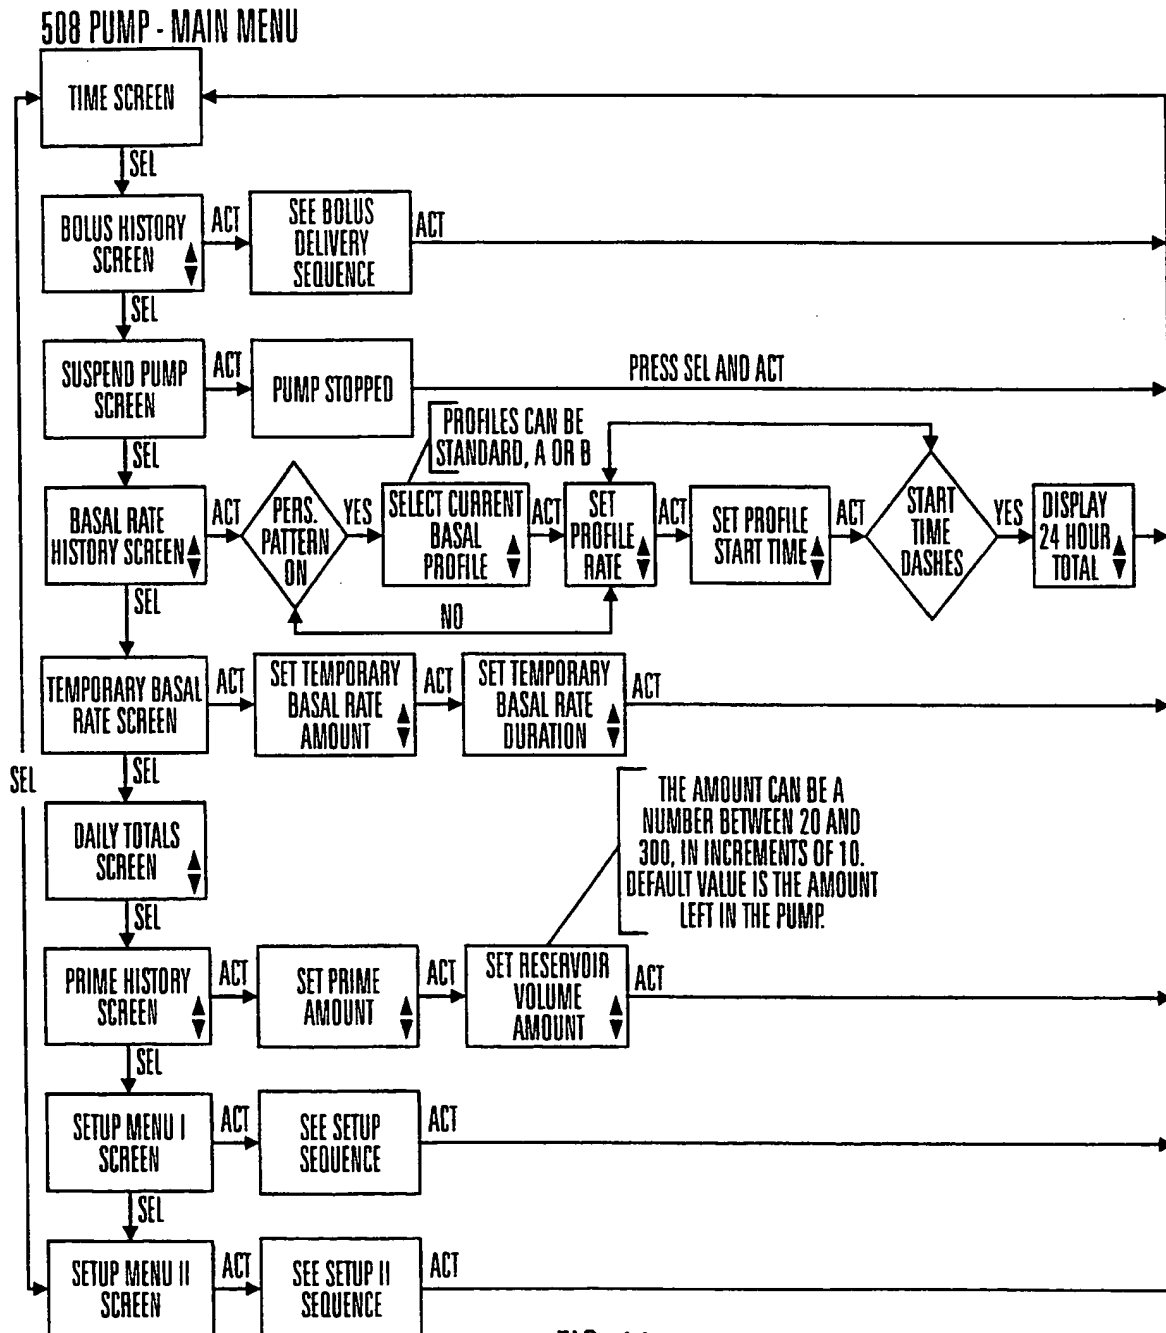 508 PUMP - MAIN MENU
TIME SCREEN
SEL
BOLUS HISTORY
SCREEN
ACT
SEE BOLUS
DELIVERY
SEQUENCE
ACT
SEL
SUSPEND PUMP
SCREEN
ACT
PUMP STOPPED
PRESS SEL AND ACT
SEL
PROFILES CAN BE
STANDARD, A OR B
BASAL RATE
HISTORY SCREEN
ACT
PERS.
PATTERN
ON
YES
SELECT CURRENT
BASAL
PROFILE
ACT
SET
PROFILE
RATE
ACT
SET PROFILE
START TIME
ACT
START
TIME
DASHES
YES
DISPLAY
24 HOUR
TOTAL
NO
SEL
TEMPORARY BASAL
RATE SCREEN
ACT
SET TEMPORARY
BASAL RATE
AMOUNT
ACT
SET TEMPORARY
BASAL RATE
DURATION
ACT
SEL
SEL
DAILY TOTALS
SCREEN
THE AMOUNT CAN BE A
NUMBER BETWEEN 20 AND
300, IN INCREMENTS OF 10.
DEFAULT VALUE IS THE AMOUNT
LEFT IN THE PUMP.
SEL
PRIME HISTORY
SCREEN
ACT
SET PRIME
AMOUNT
ACT
SET RESERVOIR
VOLUME
AMOUNT
ACT
SEL
SETUP MENU I
SCREEN
ACT
SEE SETUP
SEQUENCE
ACT
SEL
SETUP MENU II
SCREEN
ACT
SEE SETUP II
SEQUENCE
ACT